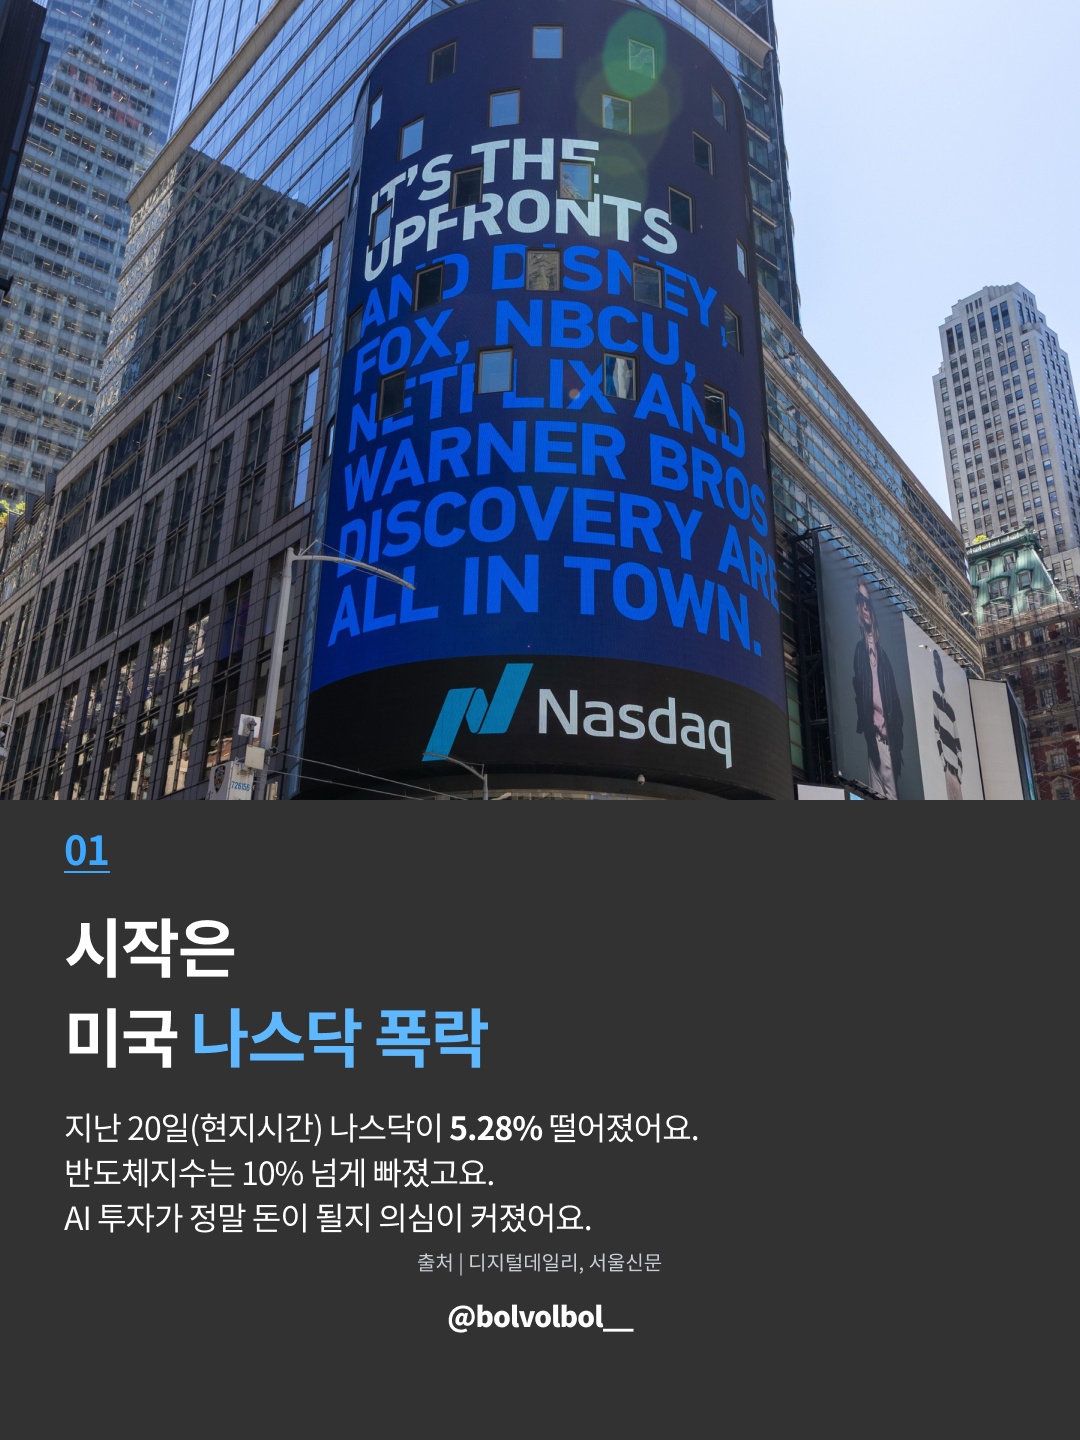 IT'S THE
UPFRONTS
AND DISNEY,
FOX, NBCU,
NETFLIX AND
WARNER BROS
DISCOVERY ARE
ALL IN TOWN.
Nasdaq
01
시작은
미국 나스닥 폭락
지난 20일(현지시간) 나스닥이 5.28% 떨어졌어요.
반도체지수는 10% 넘게 빠졌고요.
AI 투자가 정말 돈이 될지 의심이 커졌어요.
출처 | 디지털데일리, 서울신문
@bolvolbol__